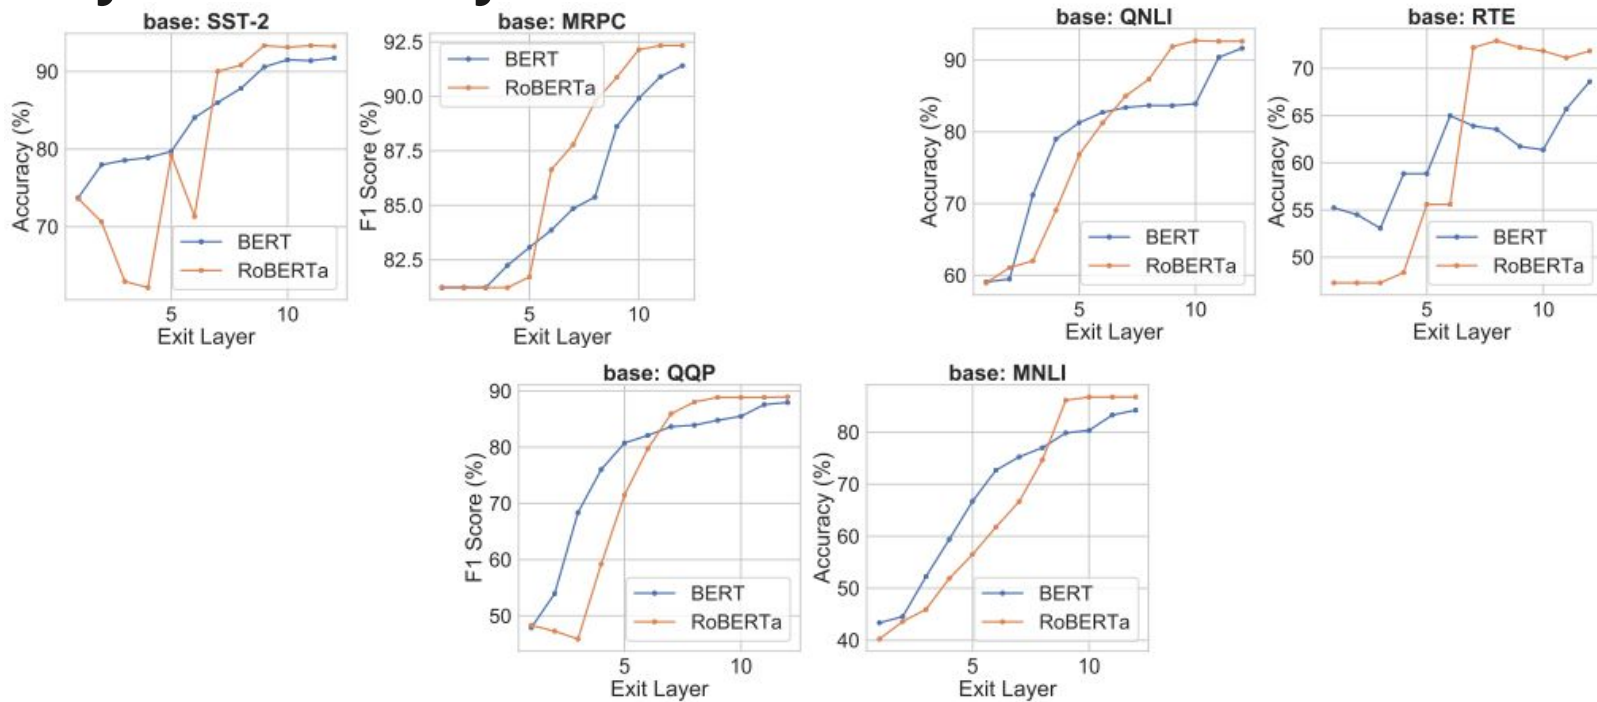 base: SST-2
Accuracy (%)
90
80
70
BERT
RoBERTa
5
10
Exit Layer
base: MRPC
F1 Score (%)
92.5
90.0
87.5
85.0
82.5
BERT
RoBERTa
5
10
Exit Layer
base: QNLI
Accuracy (%)
90
80
70
60
BERT
RoBERTa
5
10
Exit Layer
base: RTE
Accuracy (%)
70
65
60
55
50
BERT
RoBERTa
5
10
Exit Layer
base: QQP
F1 Score (%)
90
80
70
60
50
BERT
RoBERTa
5
10
Exit Layer
base: MNLI
Accuracy (%)
80
70
60
50
40
BERT
RoBERTa
5
10
Exit Layer